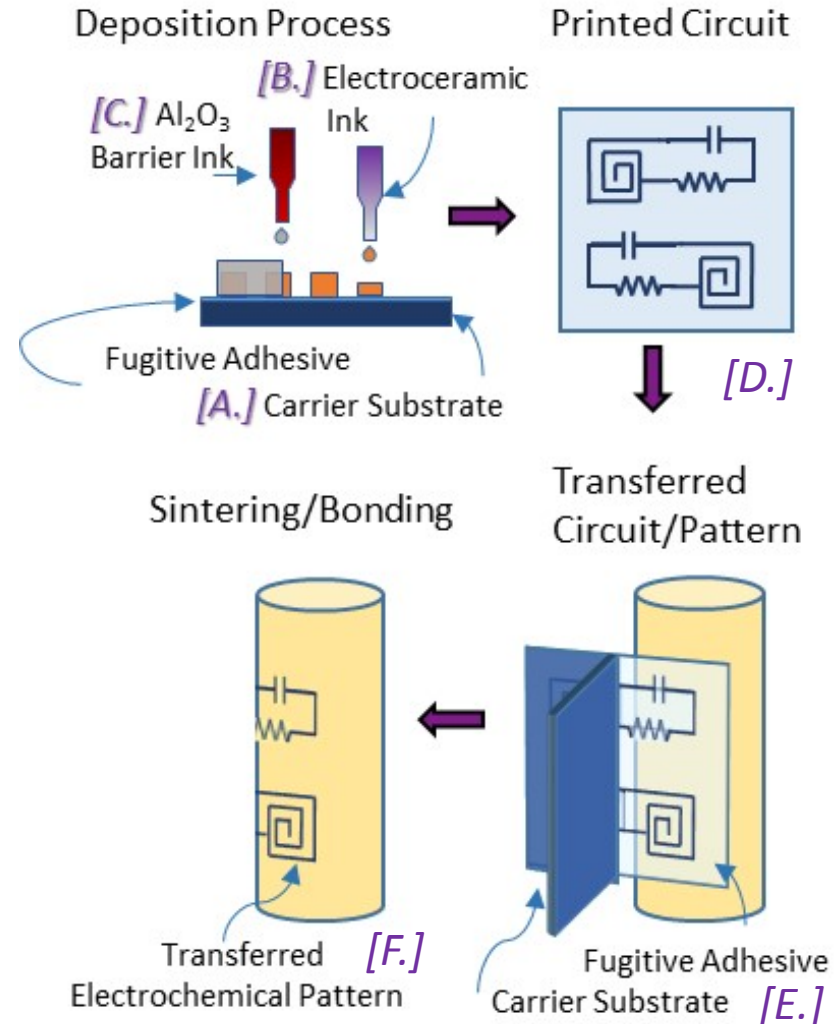 Deposition Process
[B.] Electroceramic
Ink
[C.] Al₂O₃
Barrier Ink
Fugitive Adhesive
[A.] Carrier Substrate
Printed Circuit
[D.]
Transferred
Circuit/Pattern
Fugitive Adhesive
Carrier Substrate [E.]
Sintering/Bonding
Transferred [F.]
Electrochemical Pattern